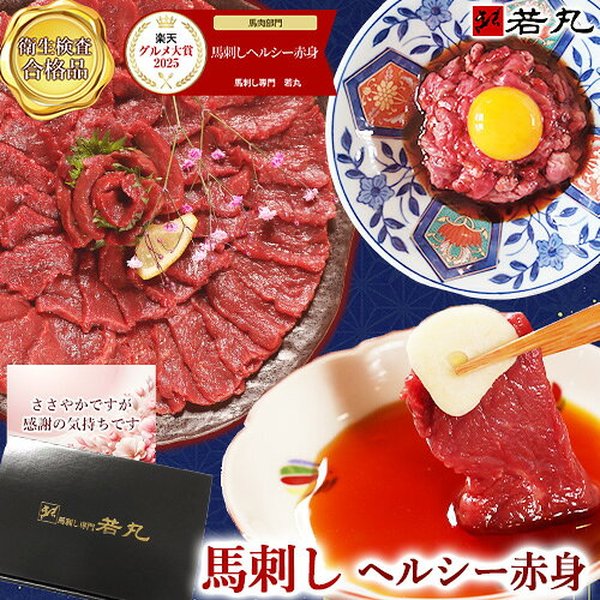 衛生検査
合格品
楽天
グルメ大賞
2025
馬肉部門
馬刺しヘルシー赤身
馬刺し専門 若丸
若丸
ささやかですが
感謝の気持ちです
馬刺し専門 若丸
馬刺し ヘルシー赤身